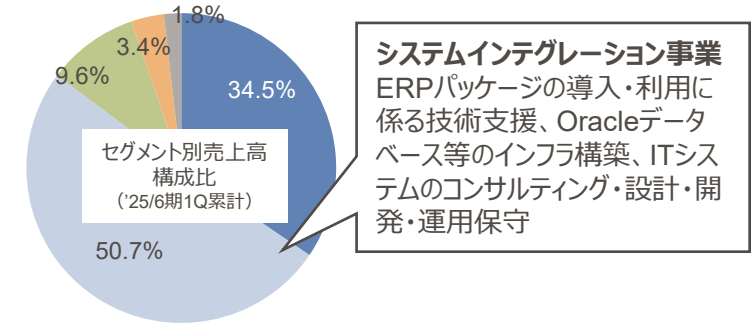 1.8%
3.4%
9.6%
34.5%
セグメント別売上高
構成比
（'25/6期1Q累計）
50.7%
システムインテグレーション事業
ERPパッケージの導入・利用に
係る技術支援、Oracleデータ
ベース等のインフラ構築、ITシス
テムのコンサルティング・設計・開
発・運用保守